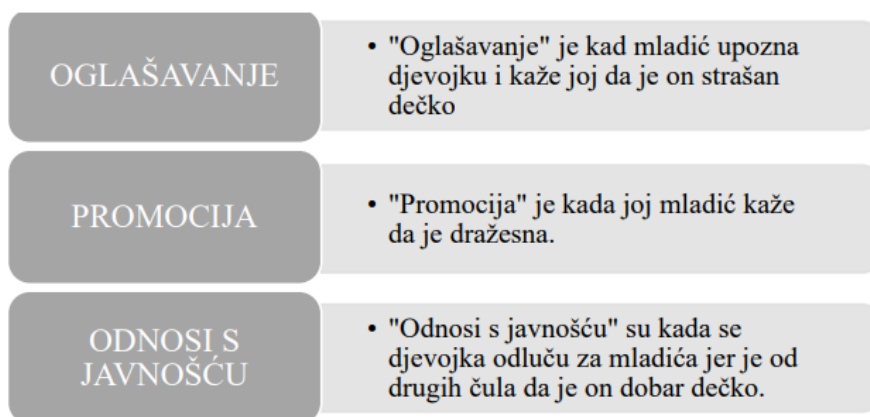 OGLAŠAVANJE
• "Oglašavanje" je kad mladić upozna
djevojku i kaže joj da je on strašan
dečko
PROMOCIJA
• "Promocija" je kada joj mladić kaže
da je dražesna.
ODNOSI S
JAVNOŠĆU
• "Odnosi s javnošću" su kada se
djevojka odluču za mladića jer je od
drugih čula da je on dobar dečko.